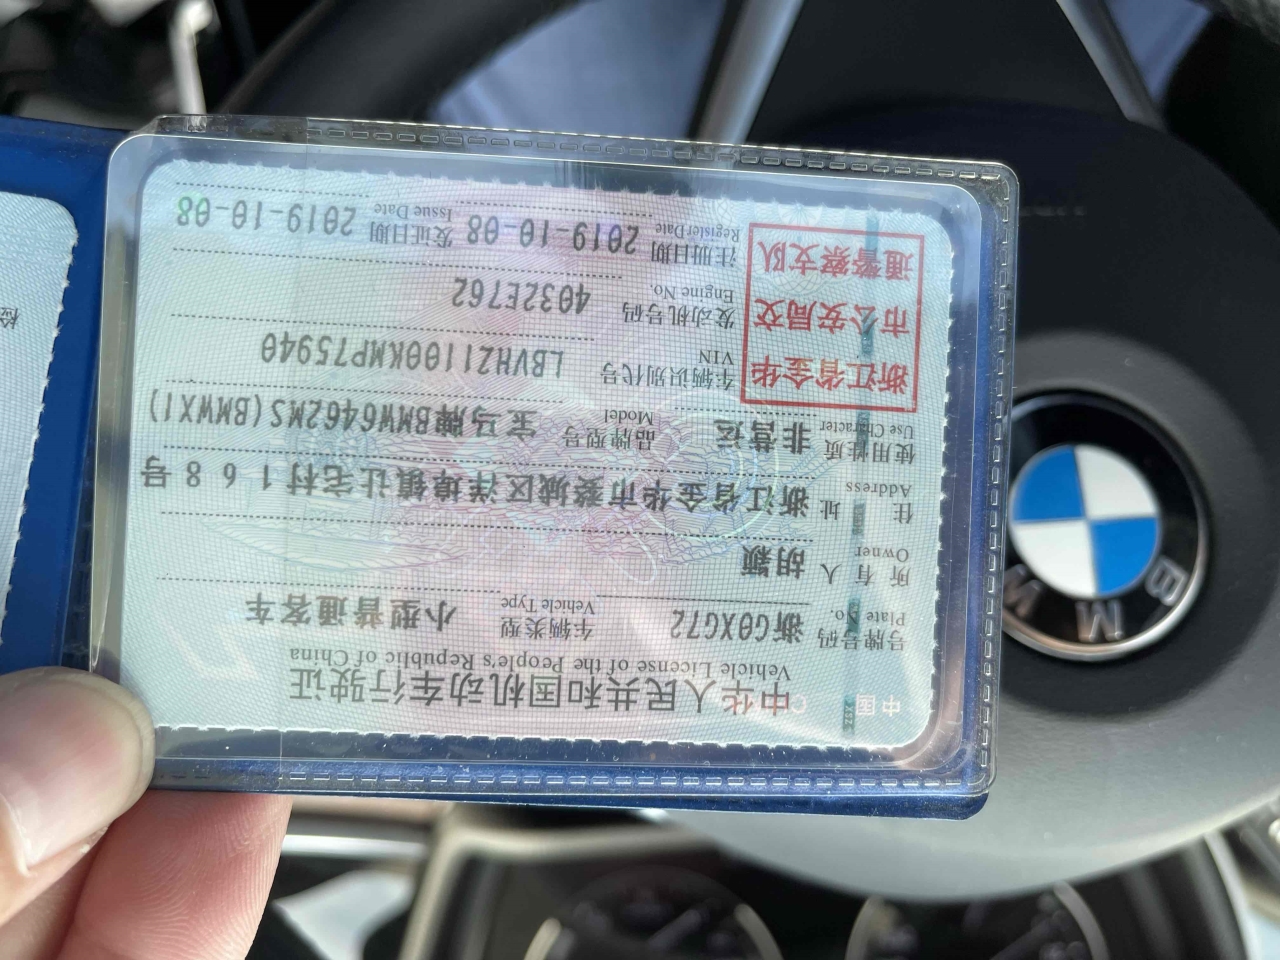 中华人民共和国机动车行驶证
Vehicle License of the People's Republic of China
号牌号码 浙G0XG72 车辆类型 小型普通客车
Plate No. Vehicle Type
所有人 胡颖
Owner
住址 浙江省金华市婺城区洋埠镇让宅村168号
Address
使用性质 非营运 品牌型号 宝马牌BMW6462MS(BMWX1)
Use Character Model
浙江省金华
市公安局交
通警察支队
车辆识别代号 LBVHZ1100KMP75940
VIN
发动机号码 4032E762
Engine No.
注册日期 2019-10-08 发证日期 2019-10-08
Register Date Issue Date
中国
检
BMW